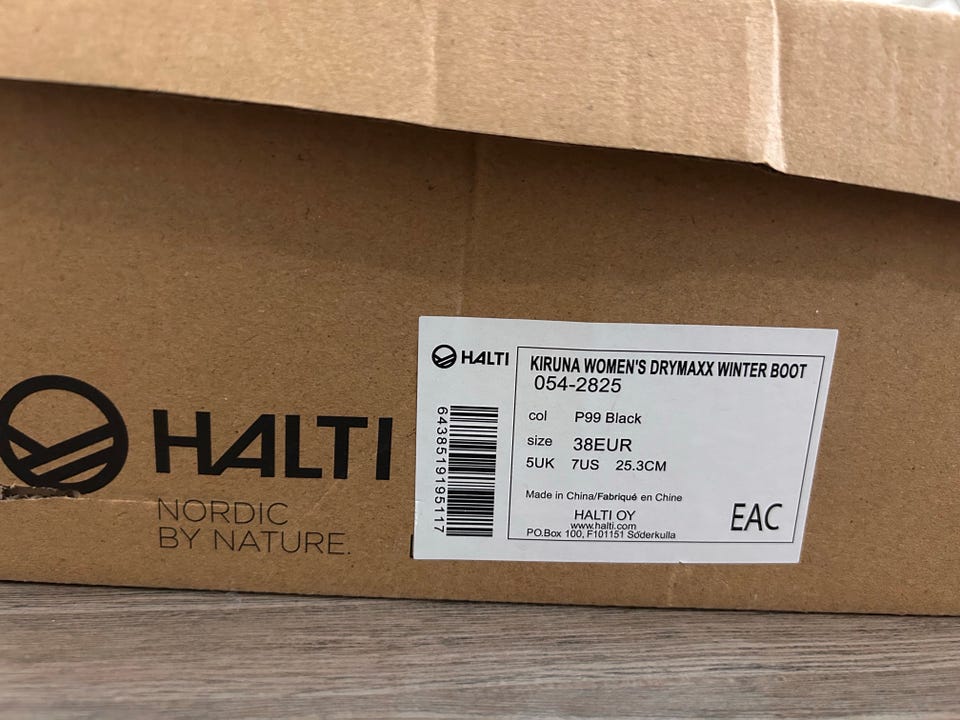 HALTI
NORDIC
BY NATURE.
HALTI
6438519195117
KIRUNA WOMEN'S DRYMAXX WINTER BOOT
054-2825
col P99 Black
size 38EUR
5UK 7US 25.3CM
Made in China/Fabriqué en Chine
HALTI OY
www.halti.com
PO.Box 100, F101151 Söderkulla
EAC